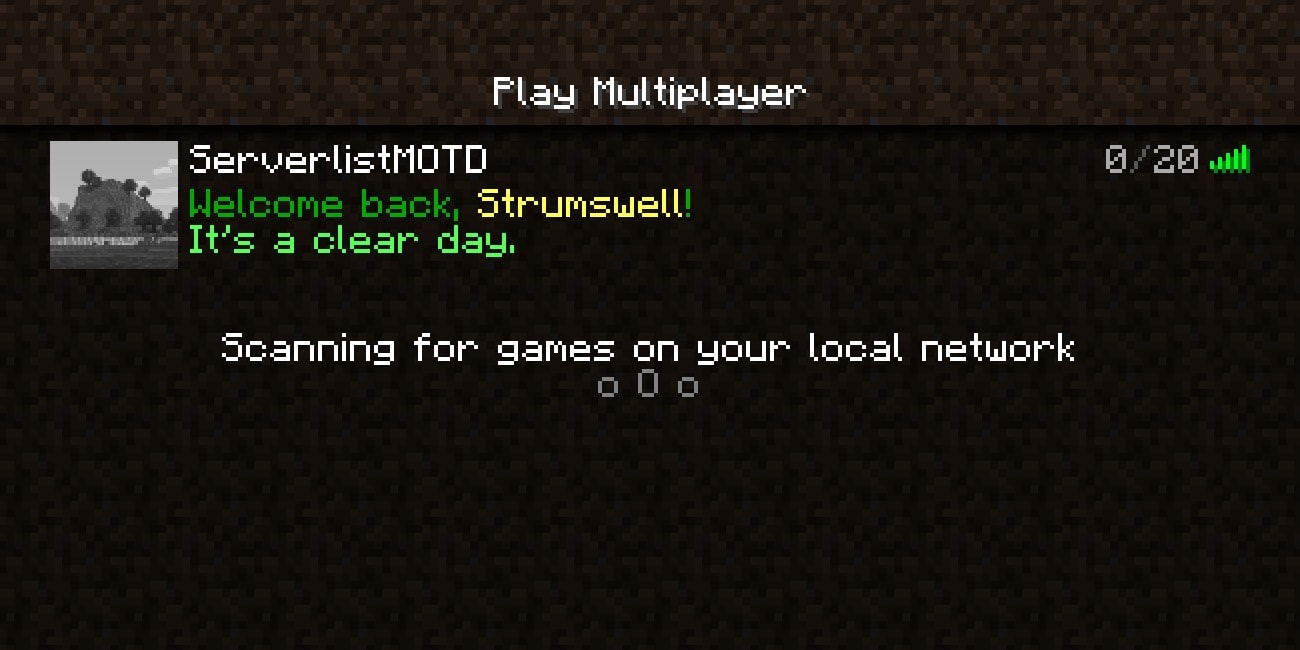 Play Multiplayer
ServerlistMOTD 0/20
Welcome back, Strumswell!
It's a clear day.
Scanning for games on your local network
o O o